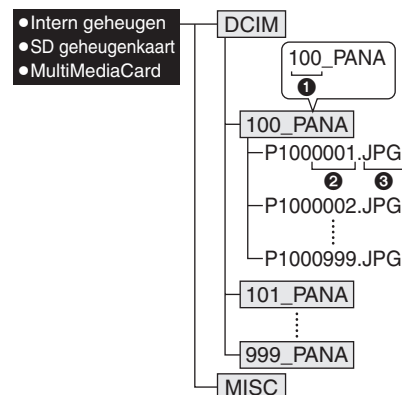 ●Intern geheugen
●SD geheugenkaart
●MultiMediaCard
DCIM
100_PANA
❶
100_PANA
P1000001.JPG
❷ ❸
P1000002.JPG
P1000999.JPG
101_PANA
999_PANA
MISC